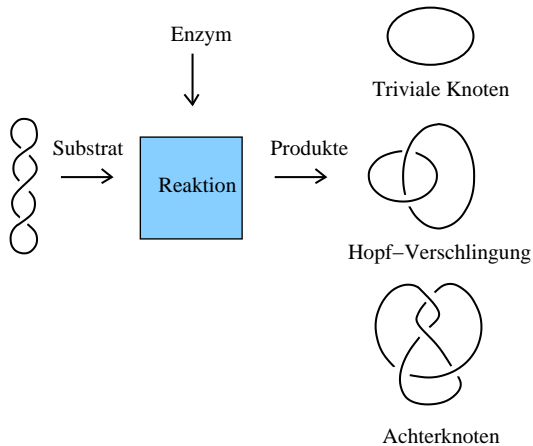 Enzym
Triviale Knoten
Substrat
Produkte
Reaktion
Hopf–Verschlingung
Achterknoten